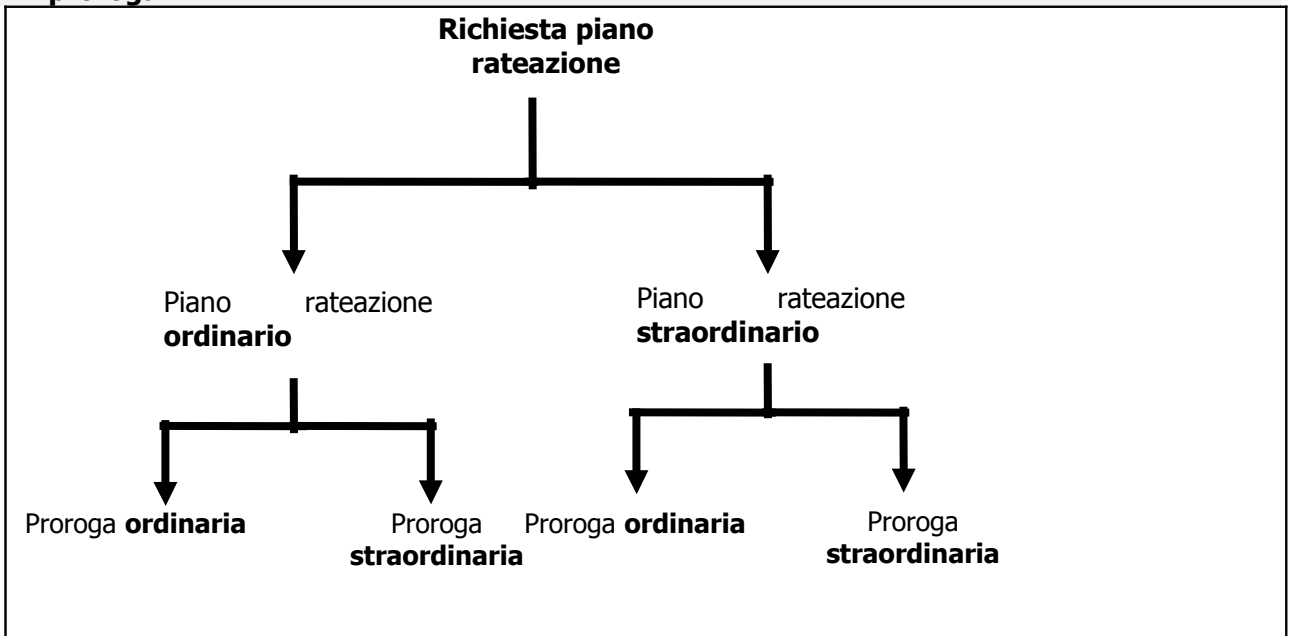 Richiesta piano
rateazione
Piano rateazione
ordinario
Piano rateazione
straordinario
Proroga ordinaria
Proroga
straordinaria
Proroga ordinaria
Proroga
straordinaria